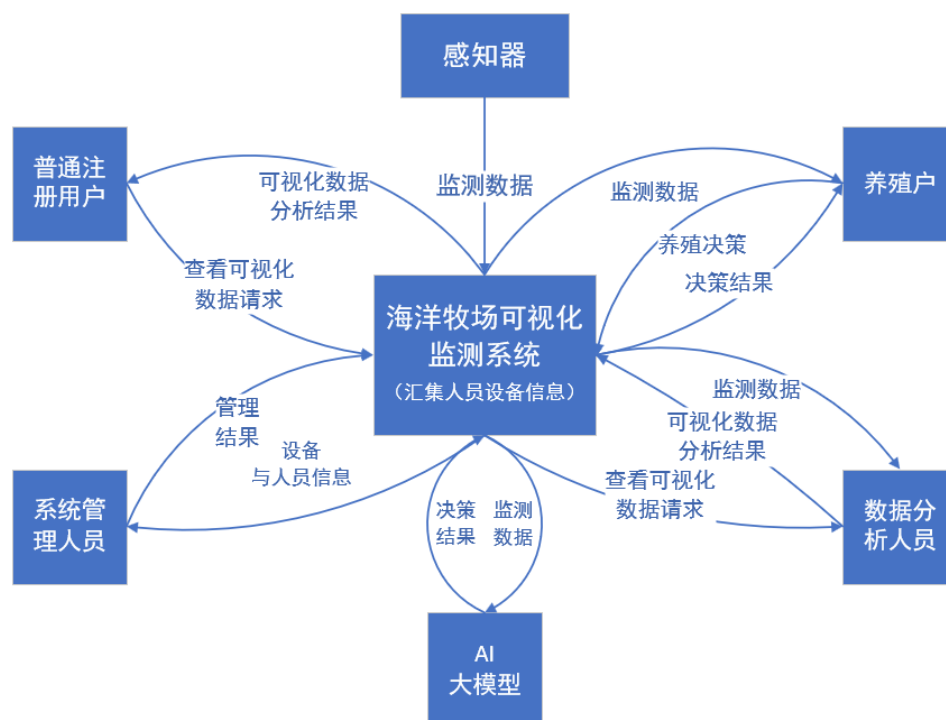 感知器
普通注
册用户
可视化数据
分析结果
监测数据
监测数据
养殖户
查看可视化
数据请求
养殖决策
决策结果
海洋牧场可视化
监测系统
（汇集人员设备信息）
管理
结果
设备
与人员信息
监测数据
可视化数据
分析结果
查看可视化
数据请求
系统管
理人员
决策
结果
监测
数据
数据分
析人员
AI
大模型